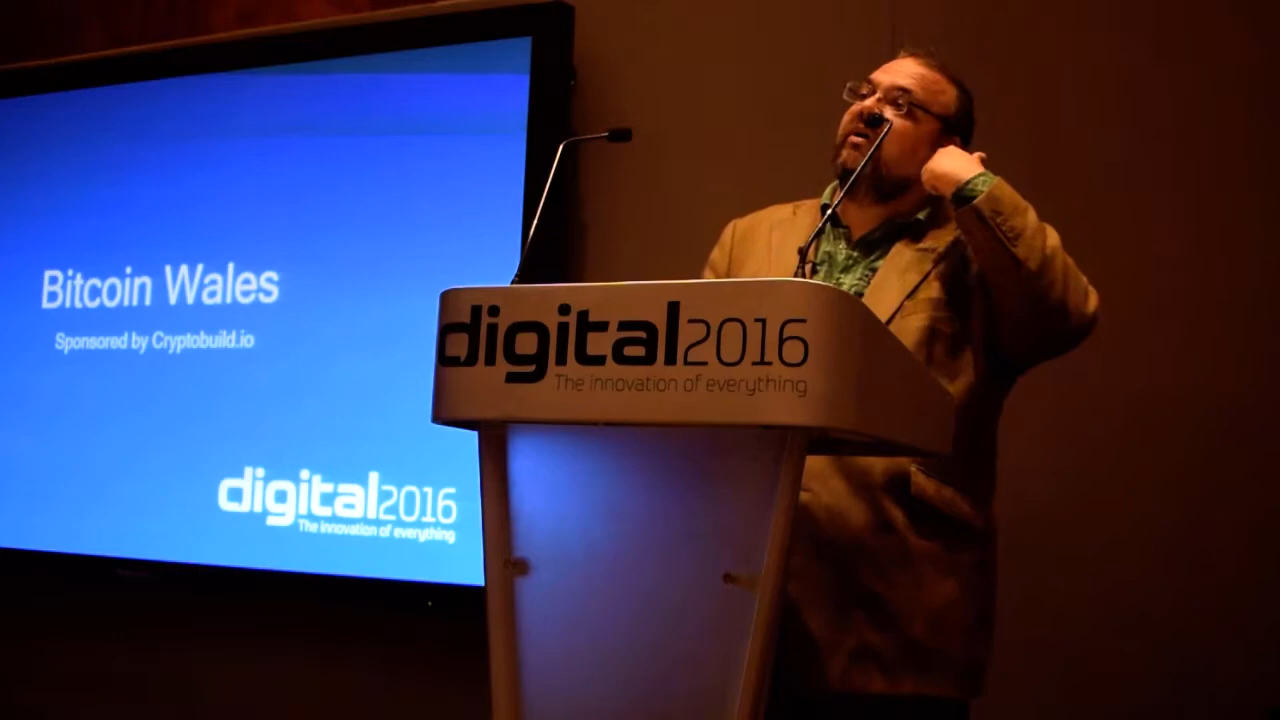 Bitcoin Wales
Sponsored by Cryptobuild.io
digital2016
The innovation of everything
digital2016
The innovation of everything